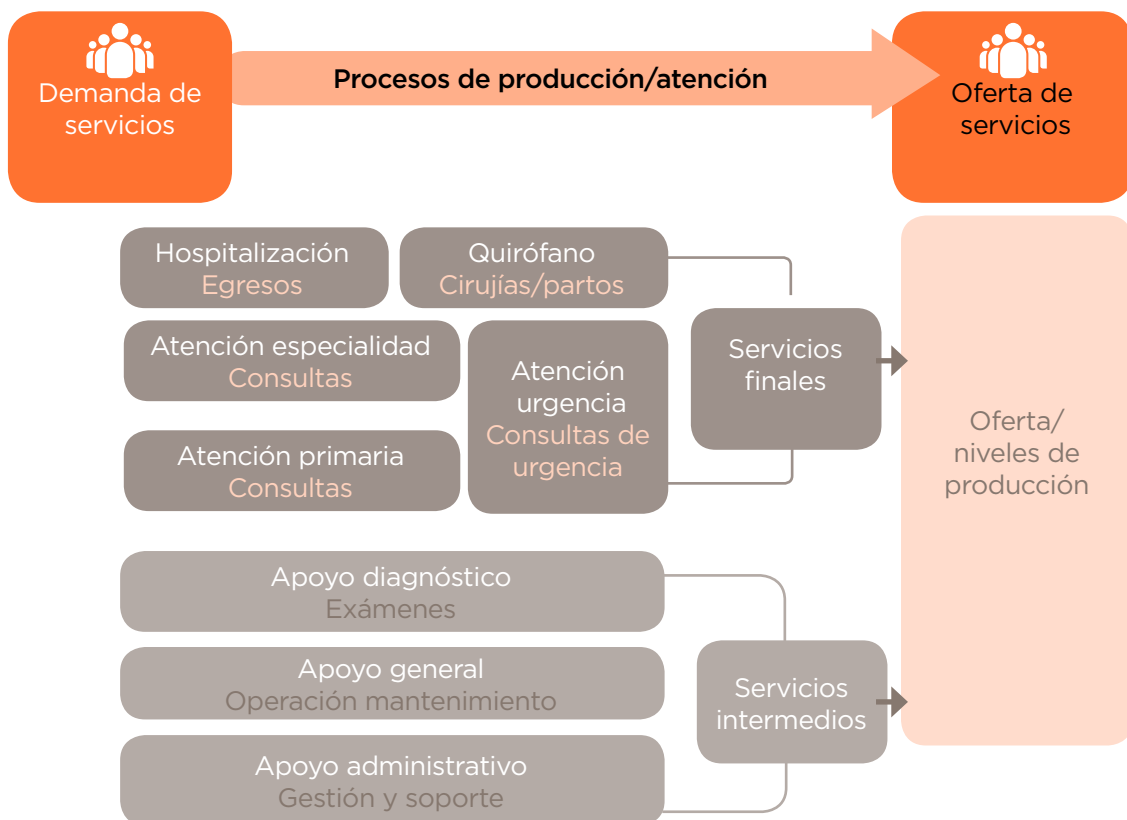 Demanda de
servicios
Procesos de producción/atención
Oferta de
servicios
Hospitalización
Egresos
Quirófano
Cirujías/partos
Atención especialidad
Consultas
Atención
urgencia
Consultas de
urgencia
Atención primaria
Consultas
Servicios
finales
Oferta/
niveles de
producción
Apoyo diagnóstico
Exámenes
Apoyo general
Operación mantenimiento
Apoyo administrativo
Gestión y soporte
Servicios
intermedios